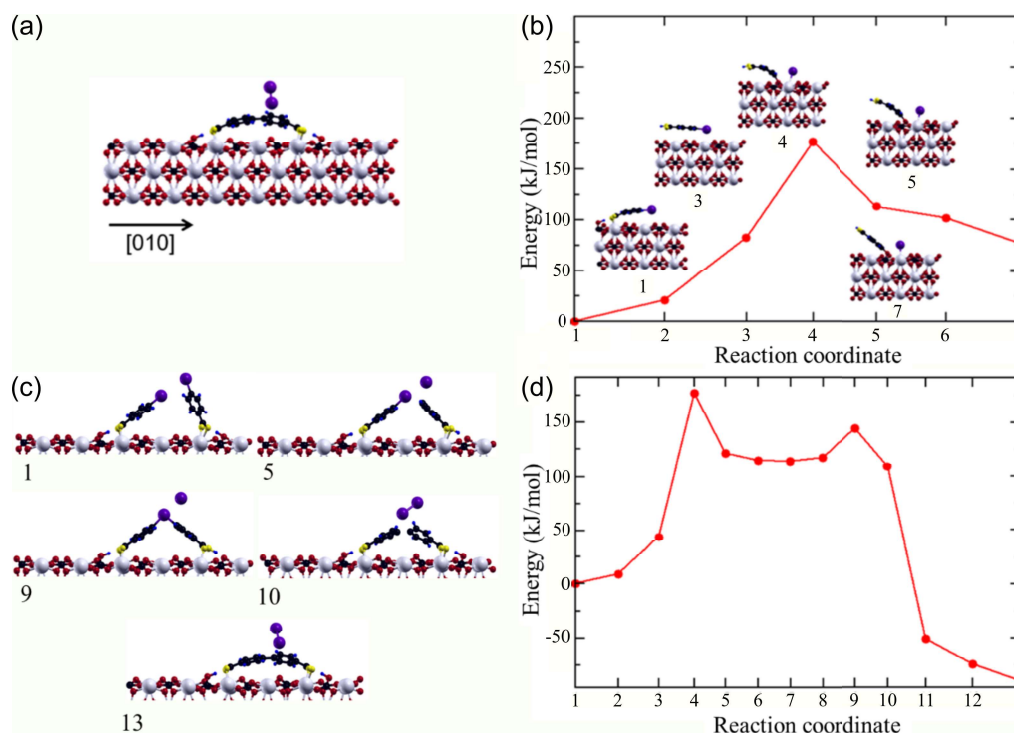 (a)
[010]
(b)
Energy (kJ/mol)
250
200
150
100
50
0
1
3
4
5
7
1 2 3 4 5 6
Reaction coordinate
(c)
1
5
9
10
13
(d)
Energy (kJ/mol)
150
100
50
0
-50
1 2 3 4 5 6 7 8 9 10 11 12
Reaction coordinate